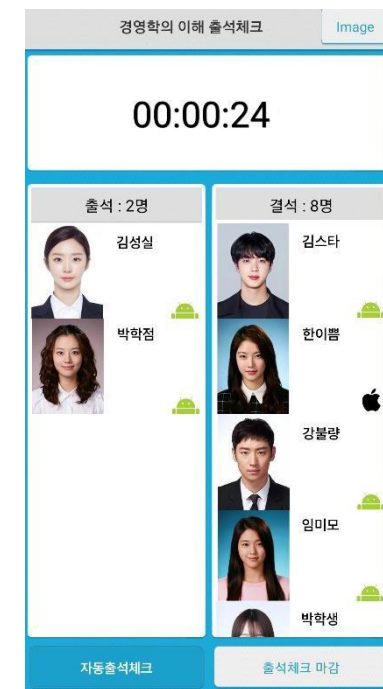 경영학의 이해 출석체크
Image
00:00:24
출석 : 2명
김성실
박학점
결석 : 8명
김스타
한이쁨
강불량
임미모
박학생
자동출석체크
출석체크 마감